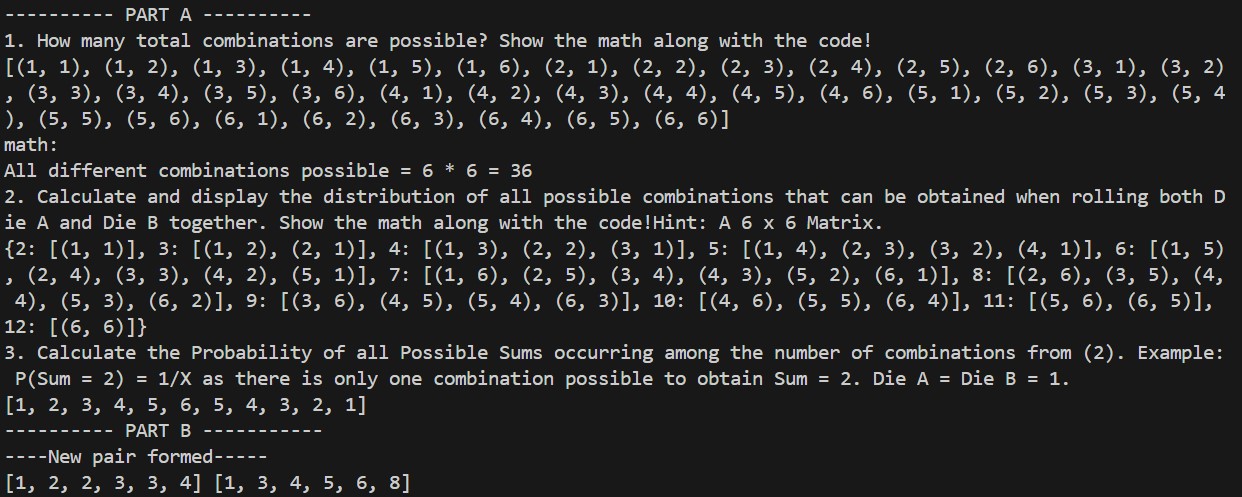 ---------- PART A ----------
1. How many total combinations are possible? Show the math along with the code!
[(1, 1), (1, 2), (1, 3), (1, 4), (1, 5), (1, 6), (2, 1), (2, 2), (2, 3), (2, 4), (2, 5), (2, 6), (3, 1), (3, 2)
, (3, 3), (3, 4), (3, 5), (3, 6), (4, 1), (4, 2), (4, 3), (4, 4), (4, 5), (4, 6), (5, 1), (5, 2), (5, 3), (5, 4
), (5, 5), (5, 6), (6, 1), (6, 2), (6, 3), (6, 4), (6, 5), (6, 6)]
math:
All different combinations possible = 6 * 6 = 36
2. Calculate and display the distribution of all possible combinations that can be obtained when rolling both D
ie A and Die B together. Show the math along with the code!Hint: A 6 x 6 Matrix.
{2: [(1, 1)], 3: [(1, 2), (2, 1)], 4: [(1, 3), (2, 2), (3, 1)], 5: [(1, 4), (2, 3), (3, 2), (4, 1)], 6: [(1, 5)
, (2, 4), (3, 3), (4, 2), (5, 1)], 7: [(1, 6), (2, 5), (3, 4), (4, 3), (5, 2), (6, 1)], 8: [(2, 6), (3, 5), (4,
 4), (5, 3), (6, 2)], 9: [(3, 6), (4, 5), (5, 4), (6, 3)], 10: [(4, 6), (5, 5), (6, 4)], 11: [(5, 6), (6, 5)],
12: [(6, 6)]}
3. Calculate the Probability of all Possible Sums occurring among the number of combinations from (2). Example:
 P(Sum = 2) = 1/X as there is only one combination possible to obtain Sum = 2. Die A = Die B = 1.
[1, 2, 3, 4, 5, 6, 5, 4, 3, 2, 1]
---------- PART B -----------
----New pair formed-----
[1, 2, 2, 3, 3, 4] [1, 3, 4, 5, 6, 8]